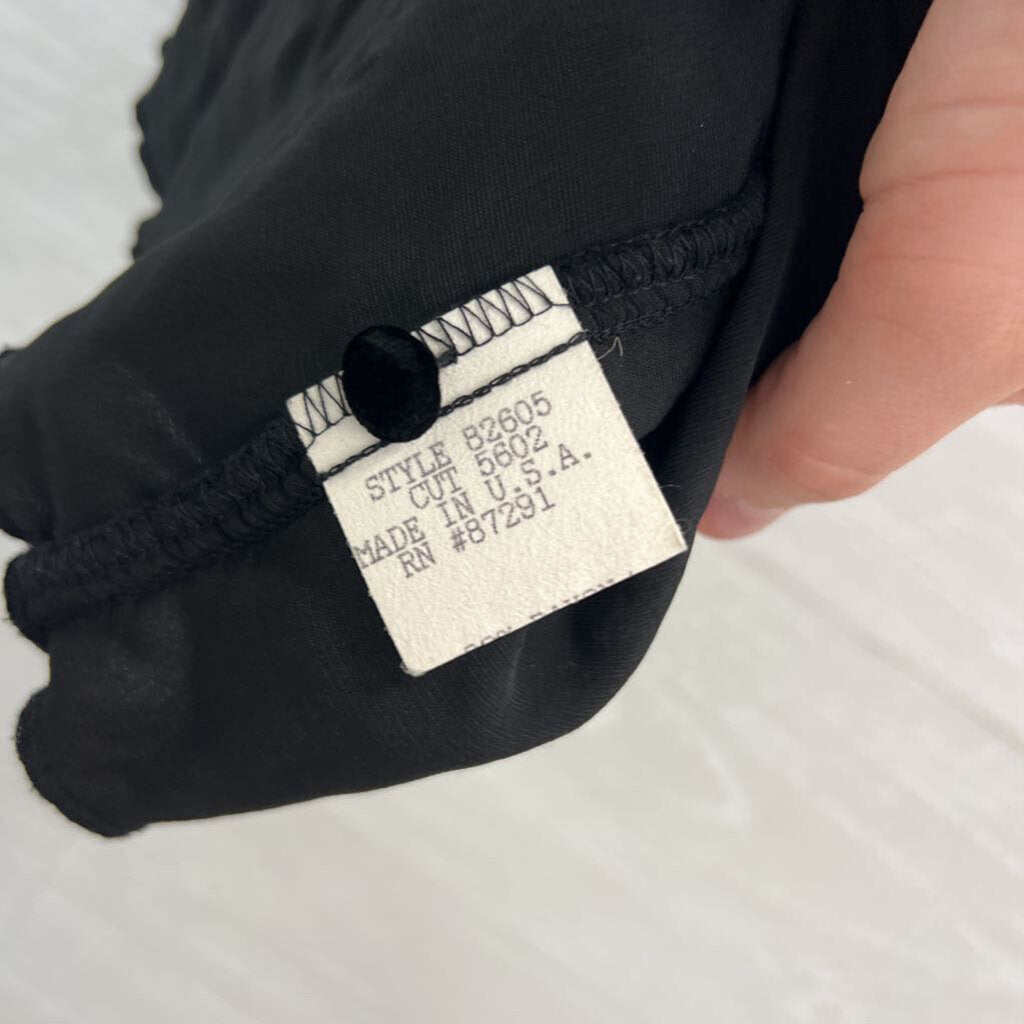 STYLE 82605
CUT 5602
MADE IN U.S.A.
RN #87291